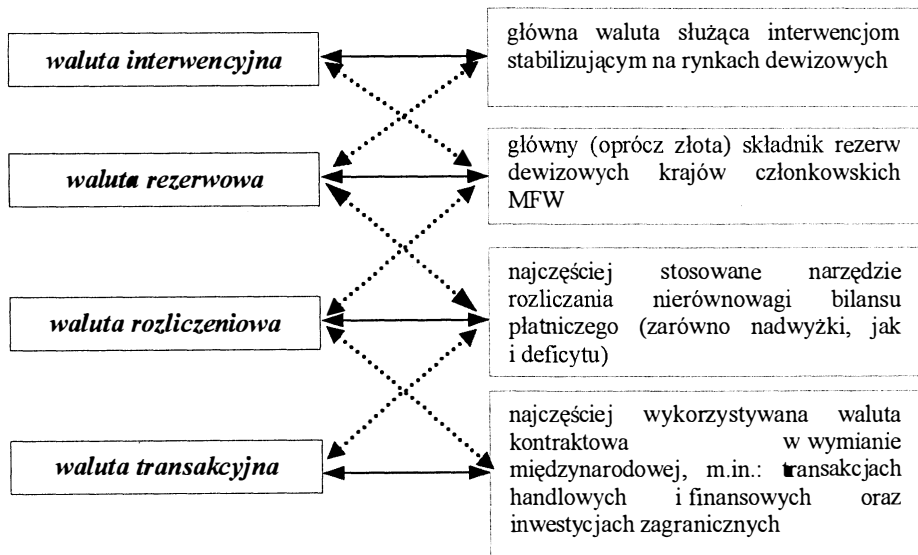 waluta interwencyjna
główna waluta służąca interwencjom
stabilizującym na rynkach dewizowych
waluta rezerwowa
główny (oprócz złota) składnik rezerw
dewizowych krajów członkowskich
MFW
waluta rozliczeniowa
najczęściej stosowane narzędzie
rozliczania nierównowagi bilansu
płatniczego (zarówno nadwyżki, jak
i deficytu)
waluta transakcyjna
najczęściej wykorzystywana waluta
kontraktowa w wymianie
międzynarodowej, m.in.: transakcjach
handlowych i finansowych oraz
inwestycjach zagranicznych